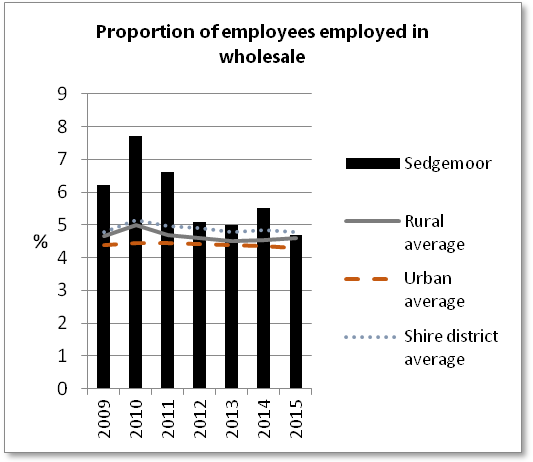 Proportion of employees employed in
wholesale
9
8
7
6
5
4
3
2
1
0
%
2009
2010
2011
2012
2013
2014
2015
Sedgemoor
Rural
average
Urban
average
Shire district
average